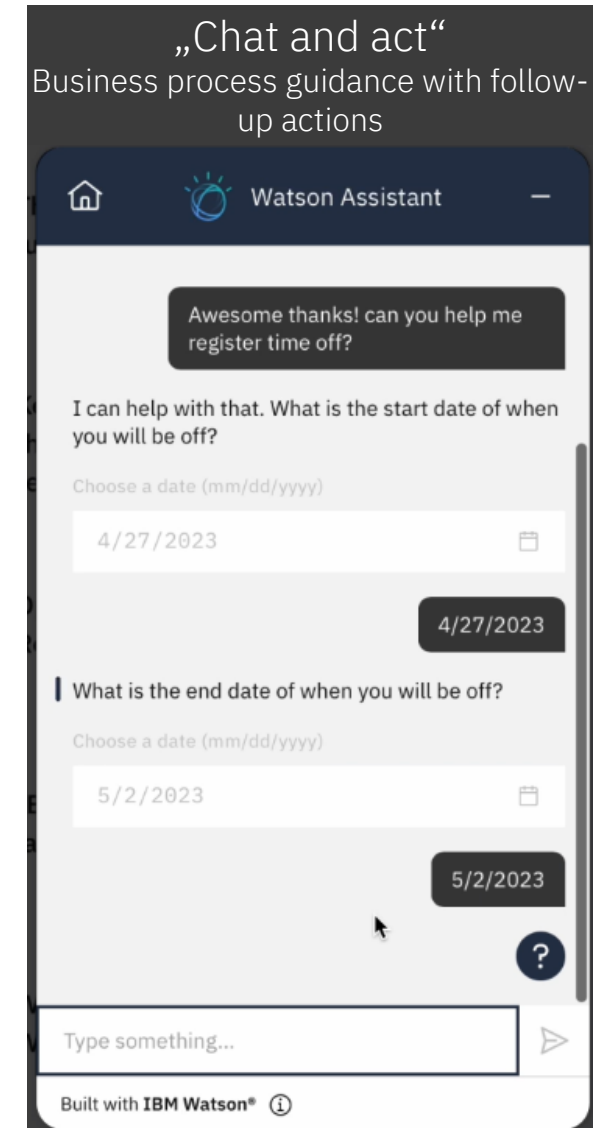 „Chat and act“
Business process guidance with follow-
up actions
Watson Assistant
Awesome thanks! can you help me
register time off?
I can help with that. What is the start date of when
you will be off?
Choose a date (mm/dd/yyyy)
4/27/2023
4/27/2023
What is the end date of when you will be off?
Choose a date (mm/dd/yyyy)
5/2/2023
5/2/2023
?
Type something...
Built with IBM Watson®